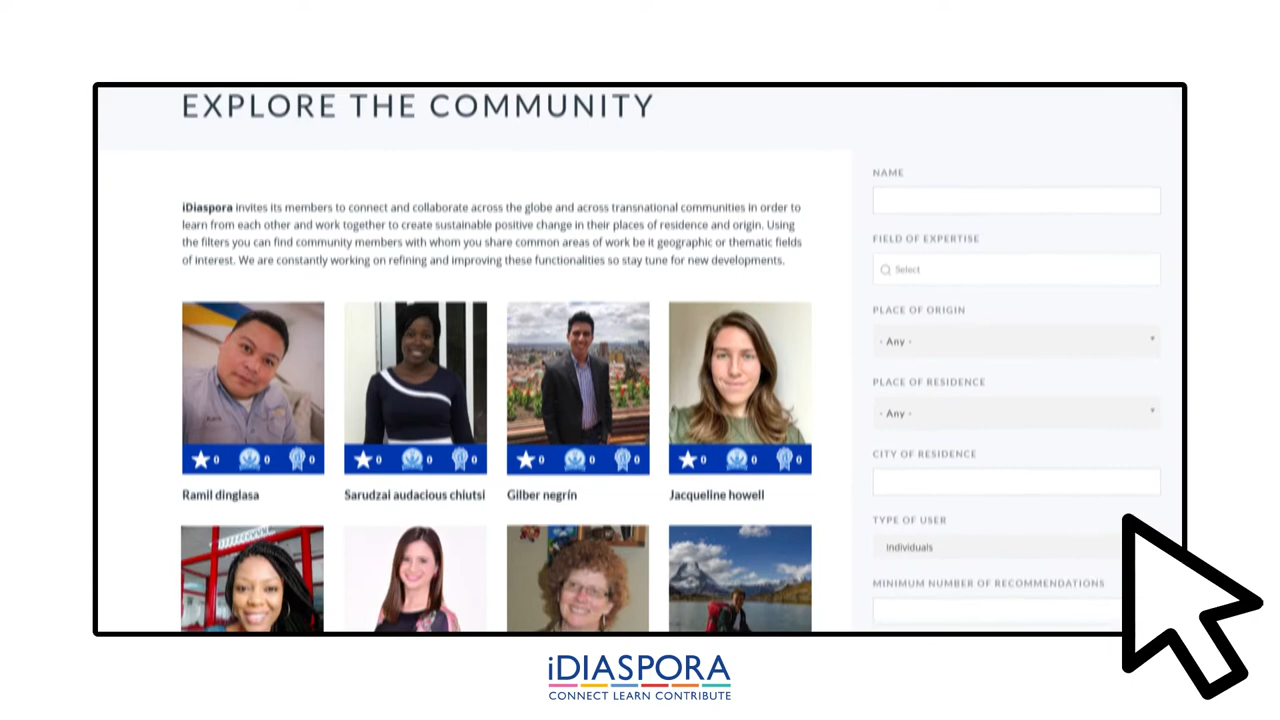 EXPLORE THE COMMUNITY
iDiaspora invites its members to connect and collaborate across the globe and across transnational communities in order to
learn from each other and work together to create sustainable positive change in their places of residence and origin. Using
the filters you can find community members with whom you share common areas of work be it geographic or thematic fields
of interest. We are constantly working on refining and improving these functionalities so stay tune for new developments.
0 0 0
0 0 0
0 0 0
0 0 0
Ramil dinglasa
Sarudzai audacious chiutsi
Gilber negrín
Jacqueline howell
NAME
FIELD OF EXPERTISE
Select
PLACE OF ORIGIN
- Any -
PLACE OF RESIDENCE
- Any -
CITY OF RESIDENCE
TYPE OF USER
Individuals
MINIMUM NUMBER OF RECOMMENDATIONS
iDIASPORA
CONNECT LEARN CONTRIBUTE